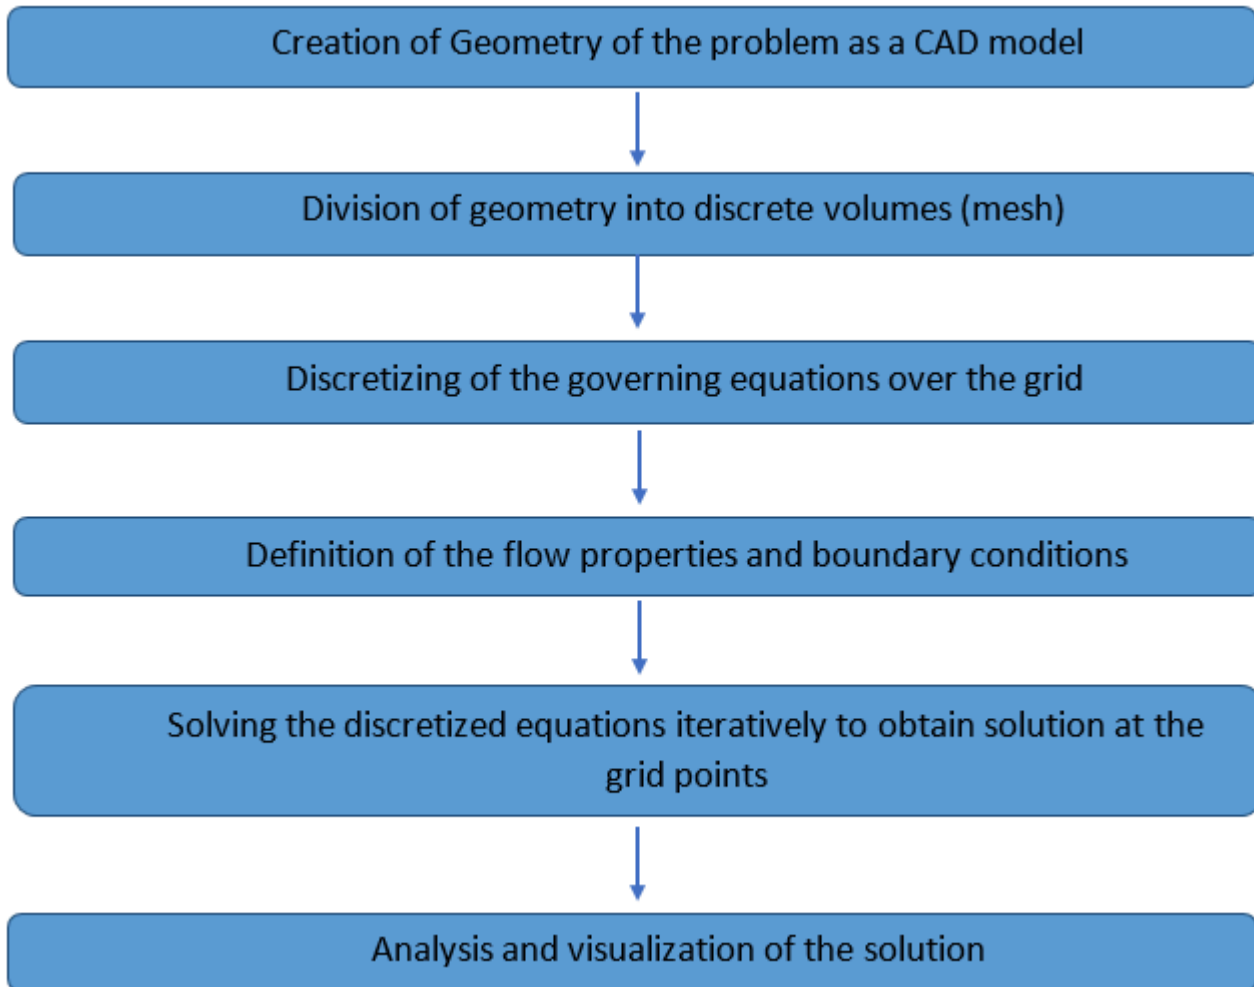 Creation of Geometry of the problem as a CAD model
Division of geometry into discrete volumes (mesh)
Discretizing of the governing equations over the grid
Definition of the flow properties and boundary conditions
Solving the discretized equations iteratively to obtain solution at the
grid points
Analysis and visualization of the solution